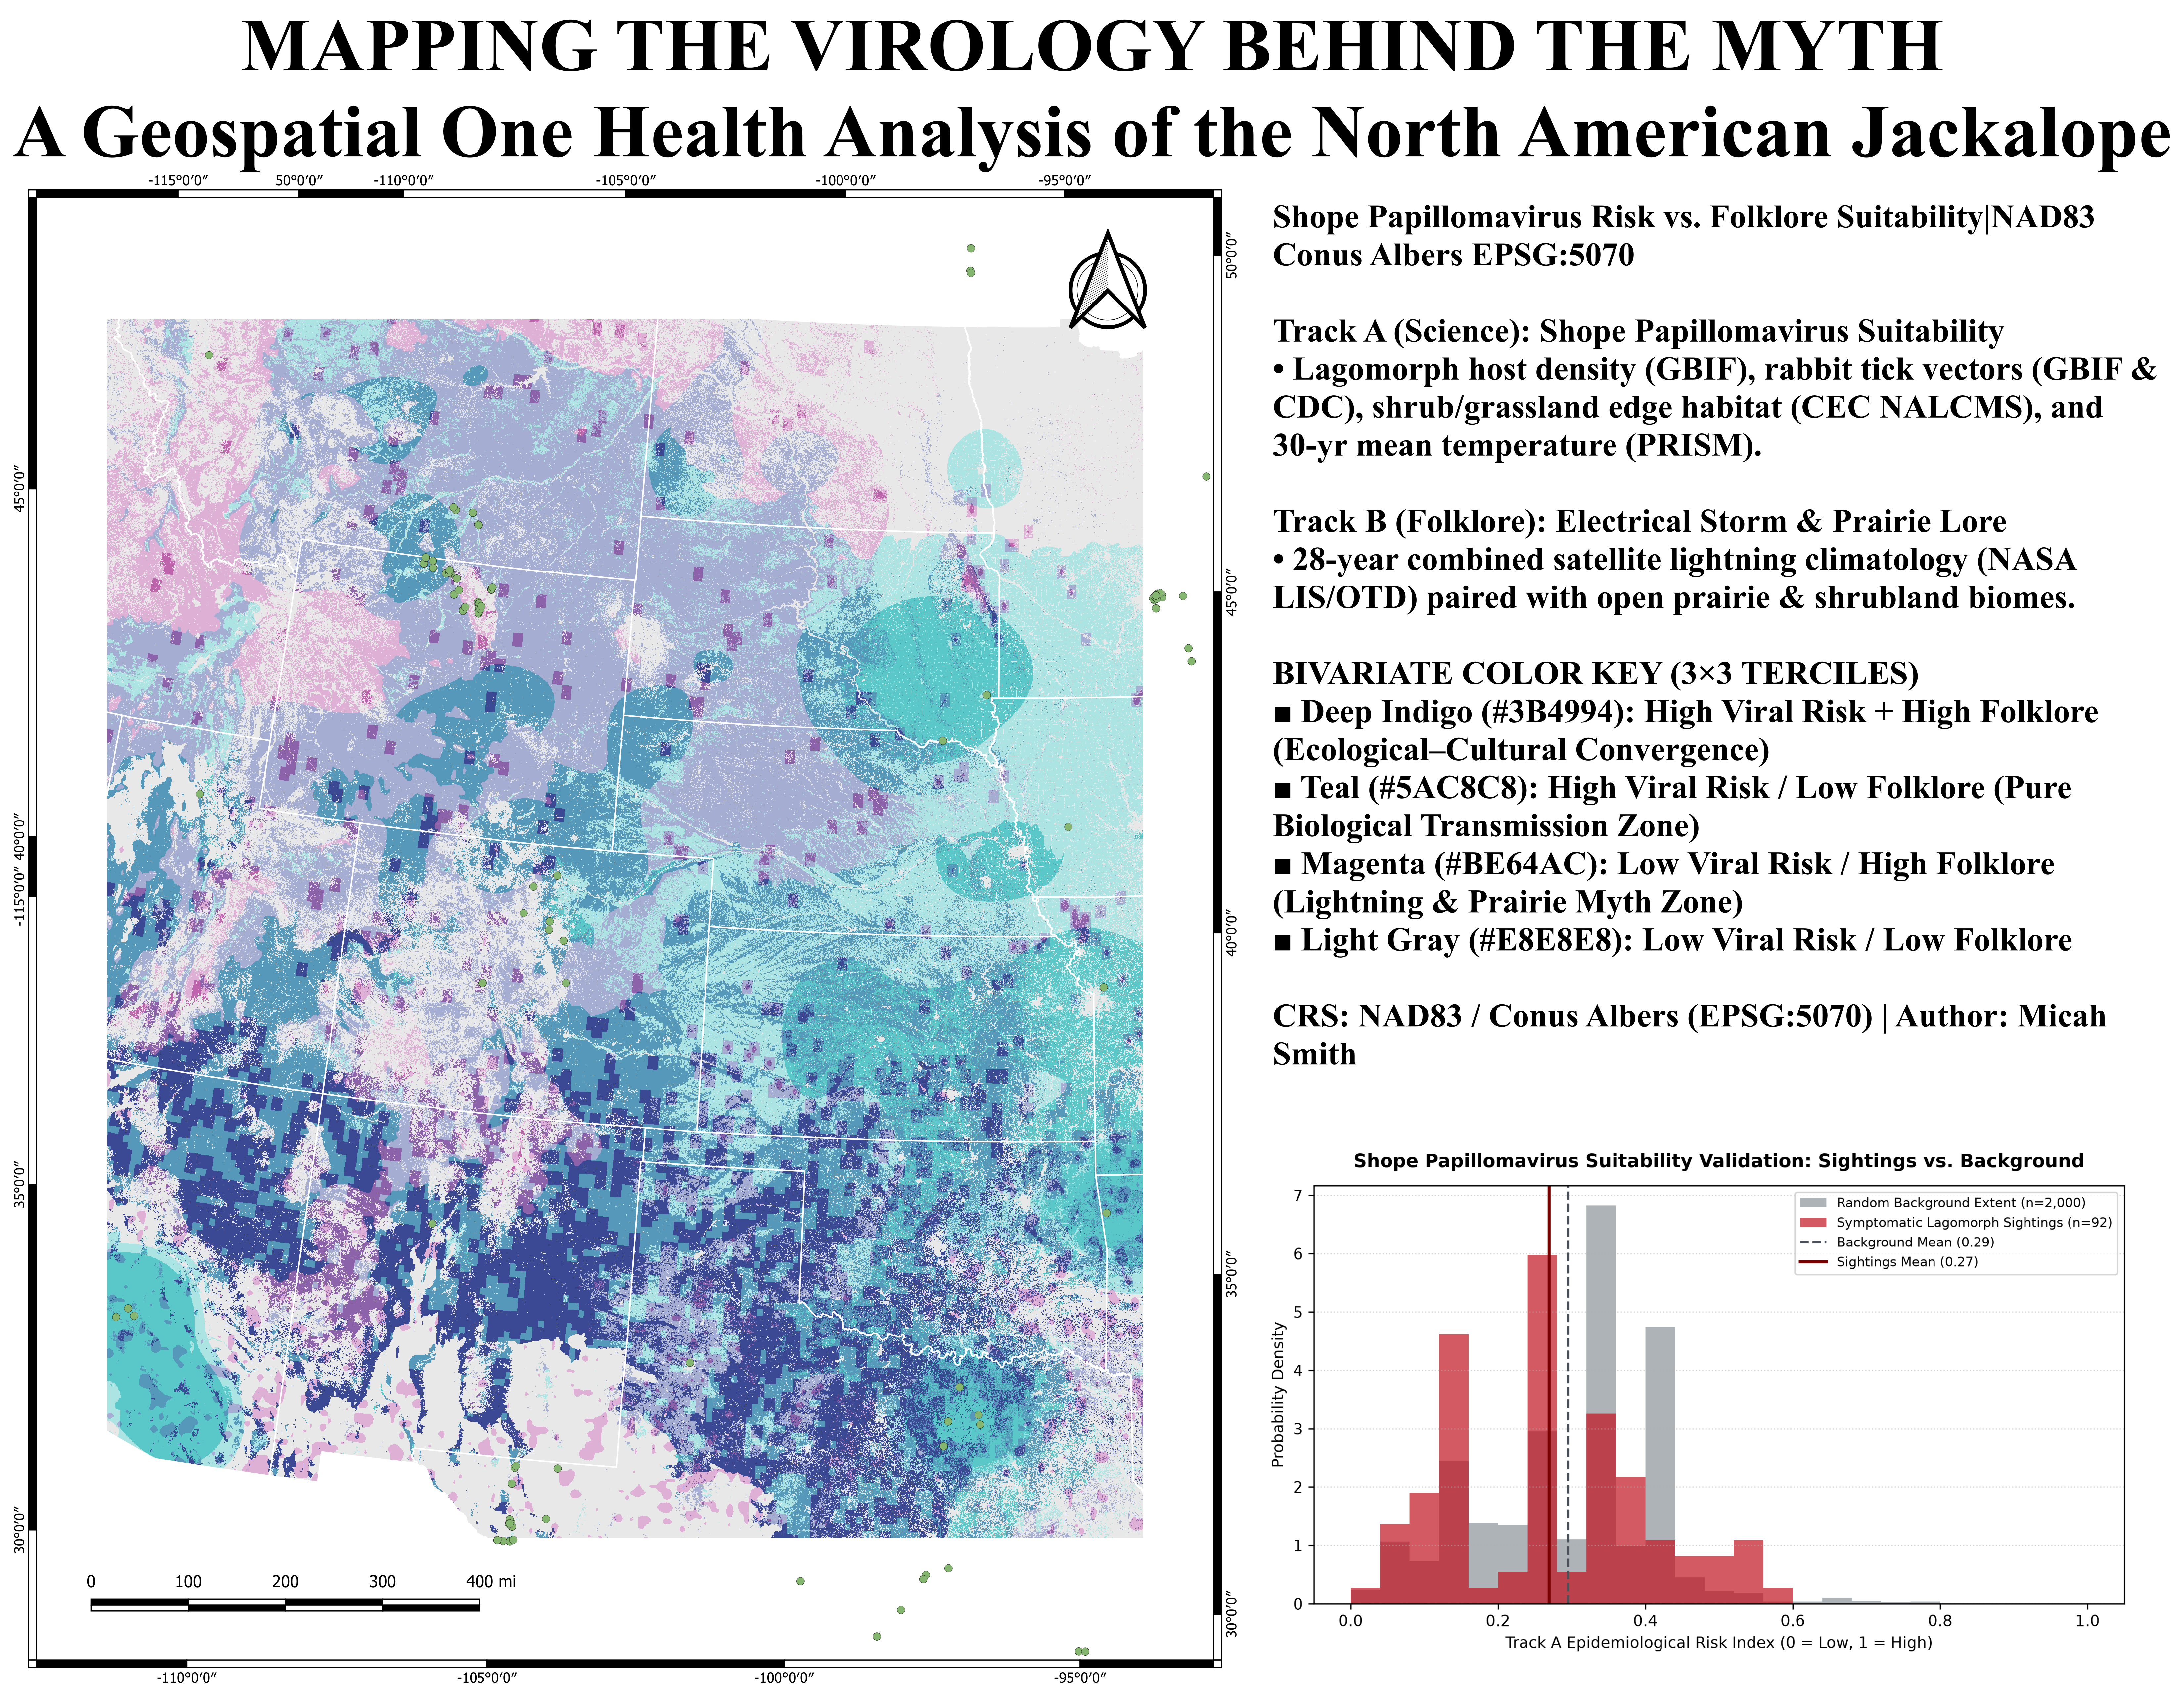 MAPPING THE VIROLOGY BEHIND THE MYTH
A Geospatial One Health Analysis of the North American Jackalope
-115°0′0″ 50°0′0″ -110°0′0″ -105°0′0″ -100°0′0″ -95°0′0″
50°0′0″
45°0′0″
45°0′0″
-115°0′0″ 40°0′0″
40°0′0″
35°0′0″
35°0′0″
30°0′0″
30°0′0″
0 100 200 300 400 mi
-110°0′0″ -105°0′0″ -100°0′0″ -95°0′0″
Shope Papillomavirus Risk vs. Folklore Suitability|NAD83
Conus Albers EPSG:5070
Track A (Science): Shope Papillomavirus Suitability
• Lagomorph host density (GBIF), rabbit tick vectors (GBIF &
CDC), shrub/grassland edge habitat (CEC NALCMS), and
30-yr mean temperature (PRISM).
Track B (Folklore): Electrical Storm & Prairie Lore
• 28-year combined satellite lightning climatology (NASA
LIS/OTD) paired with open prairie & shrubland biomes.
BIVARIATE COLOR KEY (3×3 TERCILES)
■ Deep Indigo (#3B4994): High Viral Risk + High Folklore
(Ecological–Cultural Convergence)
■ Teal (#5AC8C8): High Viral Risk / Low Folklore (Pure
Biological Transmission Zone)
■ Magenta (#BE64AC): Low Viral Risk / High Folklore
(Lightning & Prairie Myth Zone)
■ Light Gray (#E8E8E8): Low Viral Risk / Low Folklore
CRS: NAD83 / Conus Albers (EPSG:5070) | Author: Micah
Smith
Shope Papillomavirus Suitability Validation: Sightings vs. Background
Random Background Extent (n=2,000)
Symptomatic Lagomorph Sightings (n=92)
Background Mean (0.29)
Sightings Mean (0.27)
Probability Density
7
6
5
4
3
2
1
0
0.0 0.2 0.4 0.6 0.8 1.0
Track A Epidemiological Risk Index (0 = Low, 1 = High)